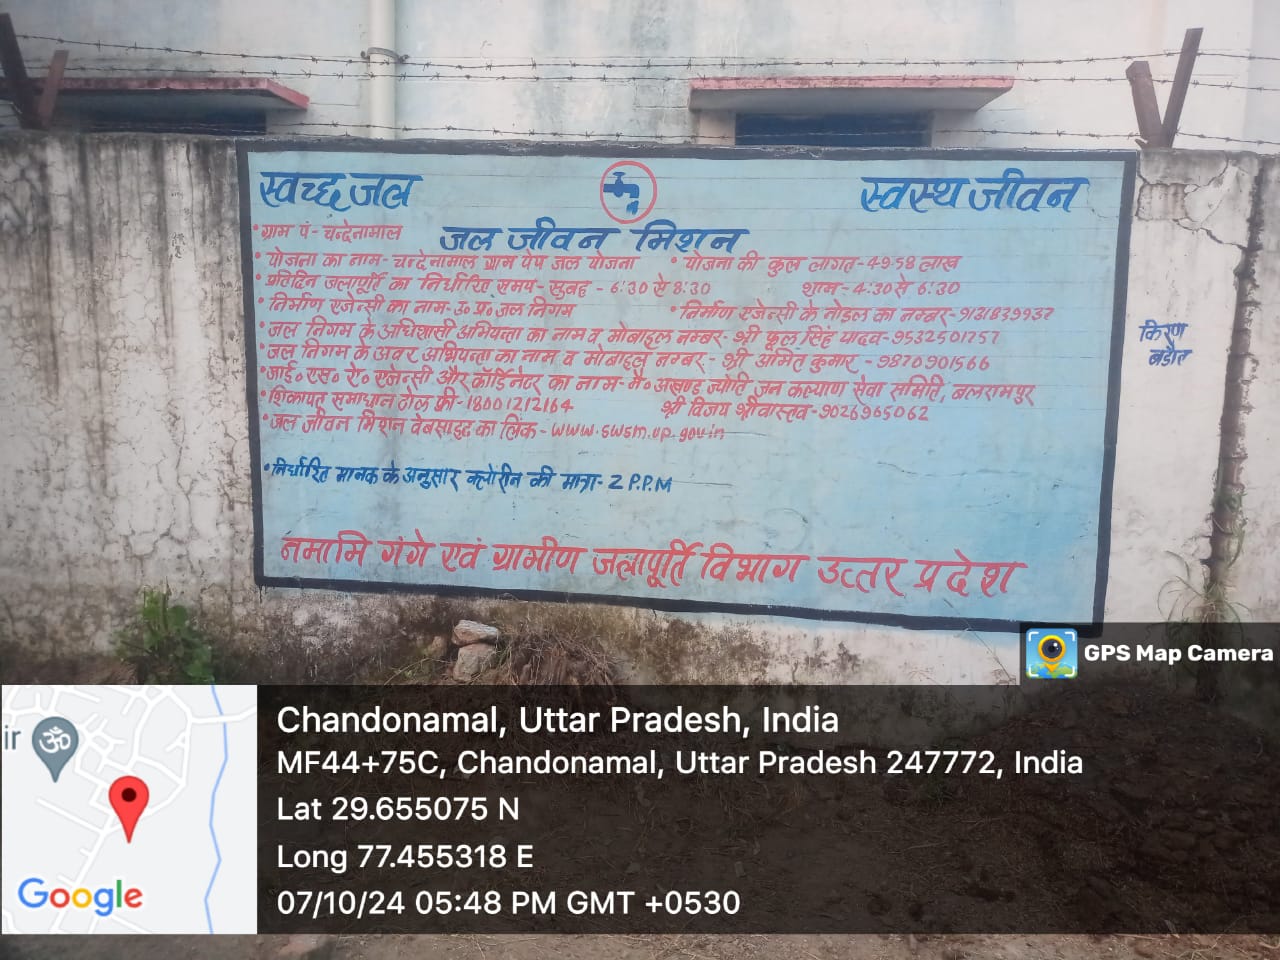 स्वच्छ जल
स्वस्थ जीवन
• ग्राम पं- चन्देनामाल
जल जीवन मिशन
• योजना का नाम- चन्देनामाल ग्राम पेय जल योजना • योजना की कुल लागत-49.58 लाख
• प्रतिदिन जलापूर्ती का निर्धारित समय- सुबह - 6:30 से 8:30 शाम-4:30 से 6:30
• निर्माण एजेन्सी का नाम-उ० प्र० जल निगम • निर्माण एजेन्सी के नोडल का नम्बर-9131839937
• जल निगम के अधिशासी अभियन्ता का नाम व मोबाइल नम्बर- श्री फूल सिंह यादव-9532501757
• जल निगम के अवर अभियन्ता का नाम व मोबाइल नम्बर - श्री अमित कुमार - 9870901566
• आई० एस० ऐ० एजेन्सी और कॉर्डिनेटर का नाम- मै० अखण्ड ज्योति जन कल्याण सेवा समिति, बलरामपुर
• शिकायत समाधान टोल फ्री-18001212164 श्री विजय श्रीवास्तव-9026965062
• जल जीवन मिशन वेबसाइट का लिंक - www.swsm.up.gov.in
• निर्धारित मानक के अनुसार क्लोरीन की मात्रा- 2 P.P.M
नमामि गंगे एवं ग्रामीण जलापूर्ति विभाग उत्तर प्रदेश
किरण
बडोत
GPS Map Camera
ir
Google
Chandonamal, Uttar Pradesh, India
MF44+75C, Chandonamal, Uttar Pradesh 247772, India
Lat 29.655075 N
Long 77.455318 E
07/10/24 05:48 PM GMT +0530